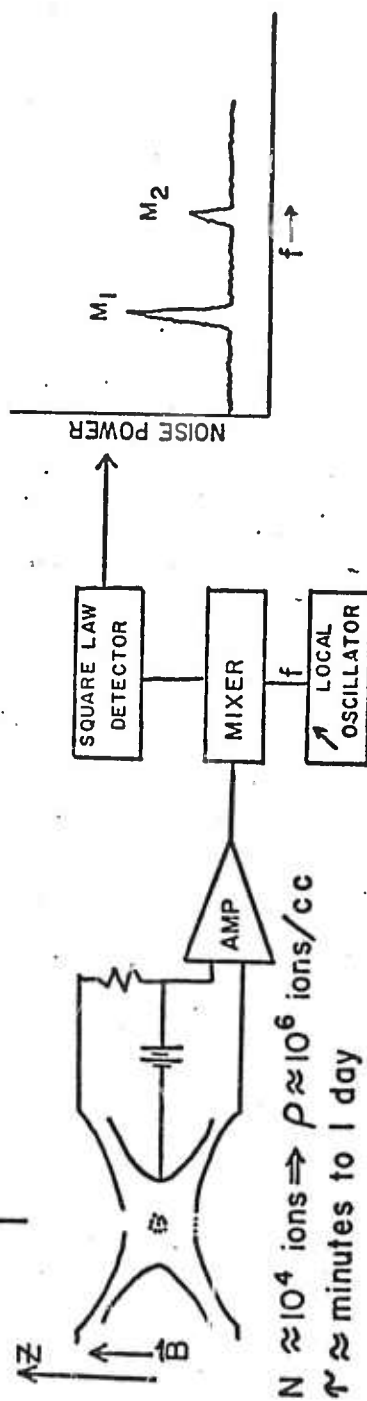 Z
B
AMP
N ≈ 10⁴ ions ⇒ ρ ≈ 10⁶ ions/cc
τ ≈ minutes to 1 day
SQUARE LAW
DETECTOR
MIXER
f
LOCAL
OSCILLATOR
NOISE POWER
M₁
M₂
f →